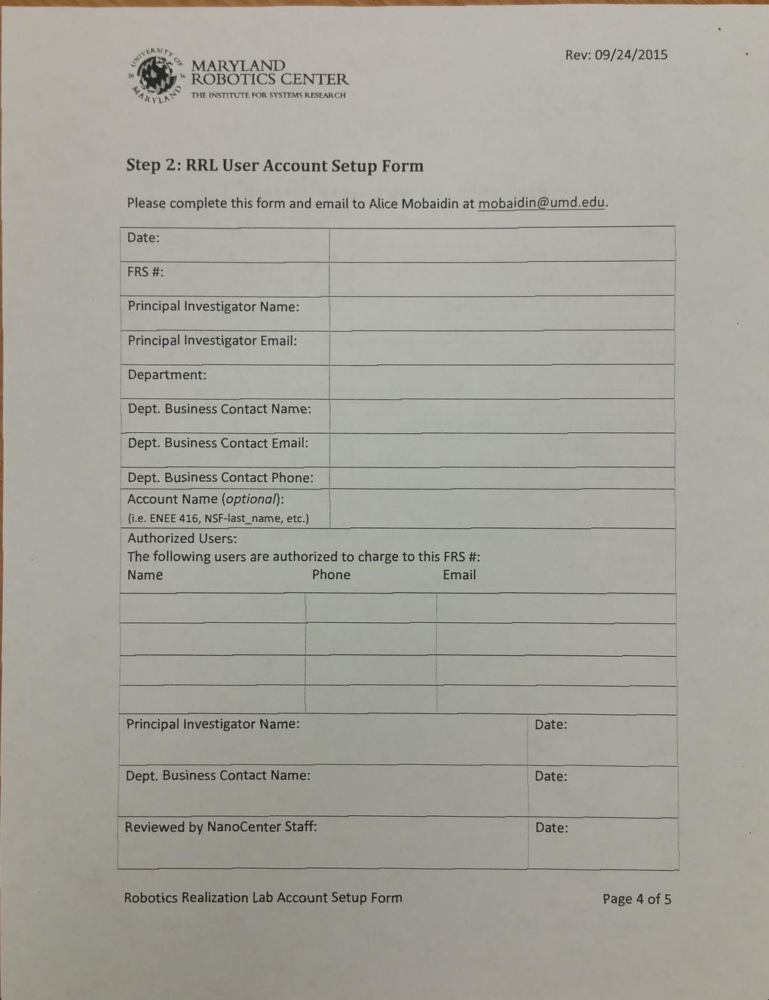 UNIVERSITY OF
18 56
MARYLAND
MARYLAND
ROBOTICS CENTER
THE INSTITUTE FOR SYSTEMS RESEARCH
Rev: 09/24/2015
Step 2: RRL User Account Setup Form
Please complete this form and email to Alice Mobaidin at mobaidin@umd.edu.
Date:
FRS #:
Principal Investigator Name:
Principal Investigator Email:
Department:
Dept. Business Contact Name:
Dept. Business Contact Email:
Dept. Business Contact Phone:
Account Name (optional):
(i.e. ENEE 416, NSF-last_name, etc.)
Authorized Users:
The following users are authorized to charge to this FRS #:
Name Phone Email
Principal Investigator Name: Date:
Dept. Business Contact Name: Date:
Reviewed by NanoCenter Staff: Date:
Robotics Realization Lab Account Setup Form Page 4 of 5